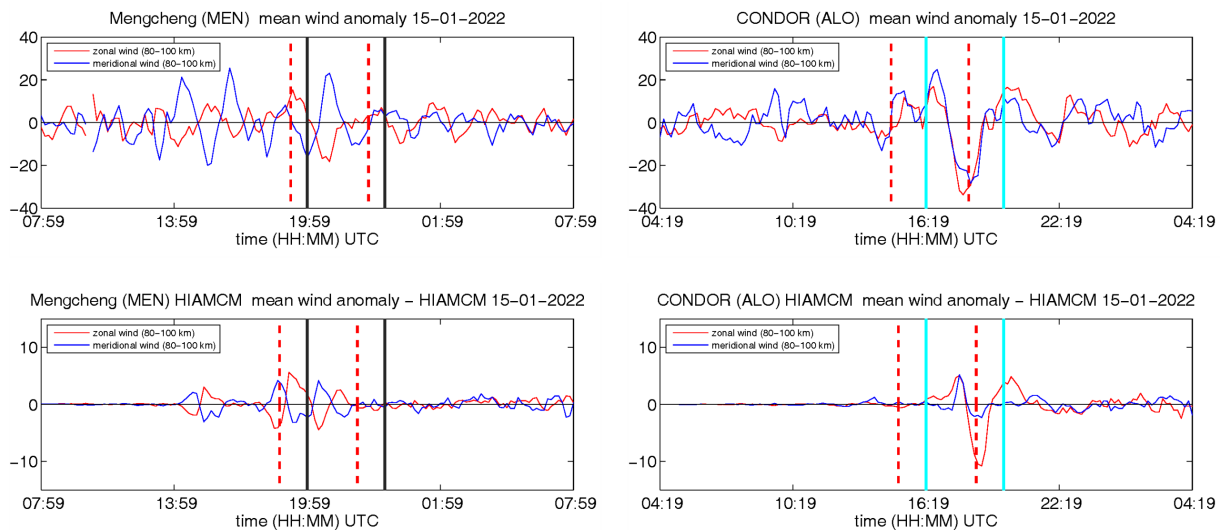 Mengcheng (MEN)  mean wind anomaly 15-01-2022
40
20
0
−20
−40
zonal wind (80−100 km)
meridional wind (80−100 km)
07:59
13:59
19:59
01:59
07:59
time (HH:MM) UTC
CONDOR (ALO)  mean wind anomaly 15-01-2022
40
20
0
−20
−40
zonal wind (80−100 km)
meridional wind (80−100 km)
04:19
10:19
16:19
22:19
04:19
time (HH:MM) UTC
Mengcheng (MEN) HIAMCM  mean wind anomaly − HIAMCM 15-01-2022
10
0
−10
zonal wind (80−100 km)
meridional wind (80−100 km)
07:59
13:59
19:59
01:59
07:59
time (HH:MM) UTC
CONDOR (ALO) HIAMCM  mean wind anomaly − HIAMCM 15-01-2022
10
0
−10
zonal wind (80−100 km)
meridional wind (80−100 km)
04:19
10:19
16:19
22:19
04:19
time (HH:MM) UTC